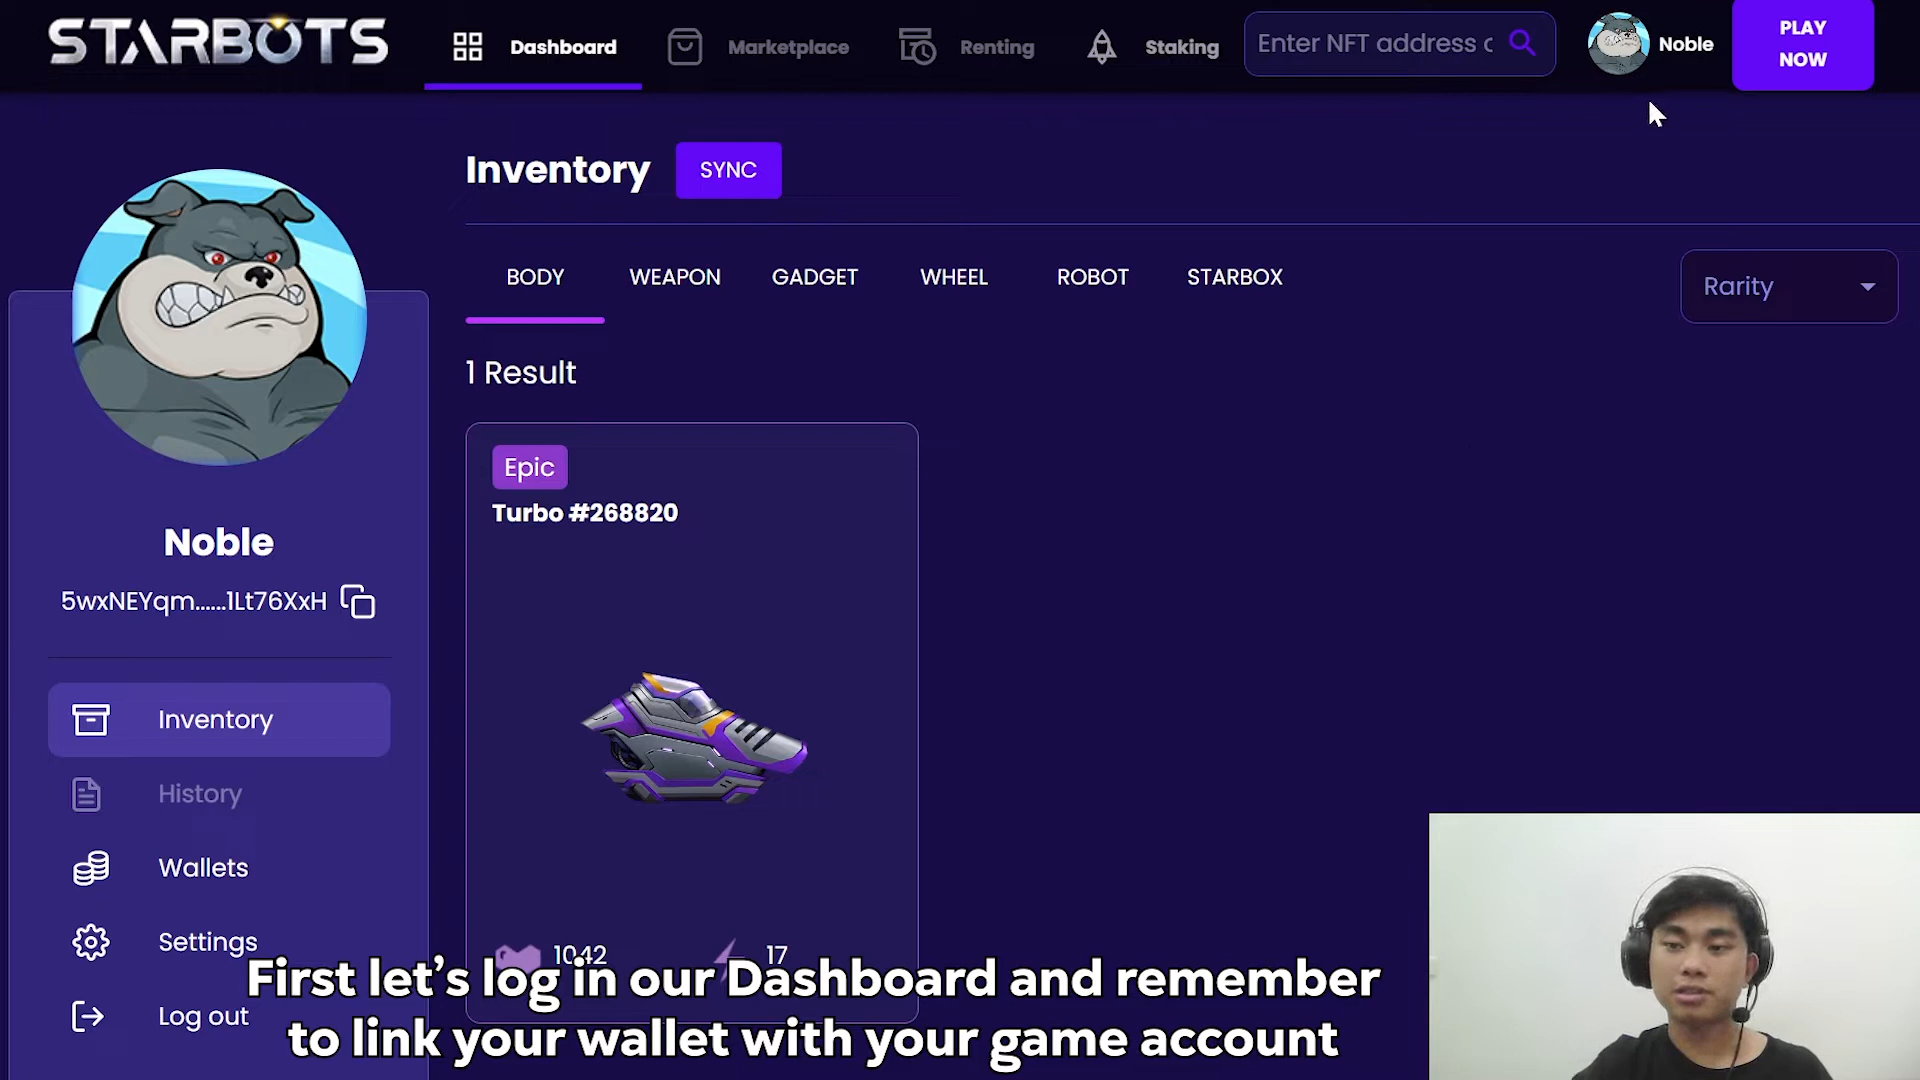 STARBOTS
Dashboard
Marketplace
Renting
Staking
Enter NFT address o
Noble
PLAY
NOW
Inventory
SYNC
BODY
WEAPON
GADGET
WHEEL
ROBOT
STARBOX
Rarity
1 Result
Epic
Turbo #268820
1042
17
Noble
5wxNEYqm......1Lt76XxH
Inventory
History
Wallets
Settings
Log out
First let's log in our Dashboard and remember
to link your wallet with your game account